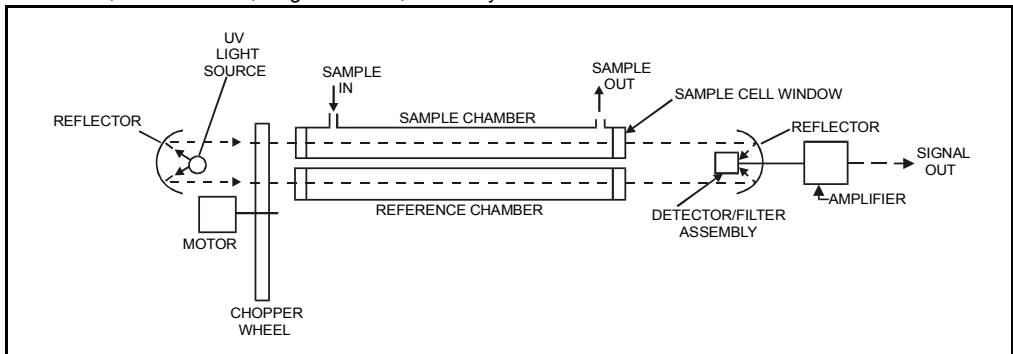 UV
LIGHT
SOURCE
SAMPLE
IN
SAMPLE
OUT
SAMPLE CELL WINDOW
REFLECTOR
SAMPLE CHAMBER
REFLECTOR
SIGNAL
OUT
REFERENCE CHAMBER
AMPLIFIER
DETECTOR/FILTER
ASSEMBLY
MOTOR
CHOPPER
WHEEL